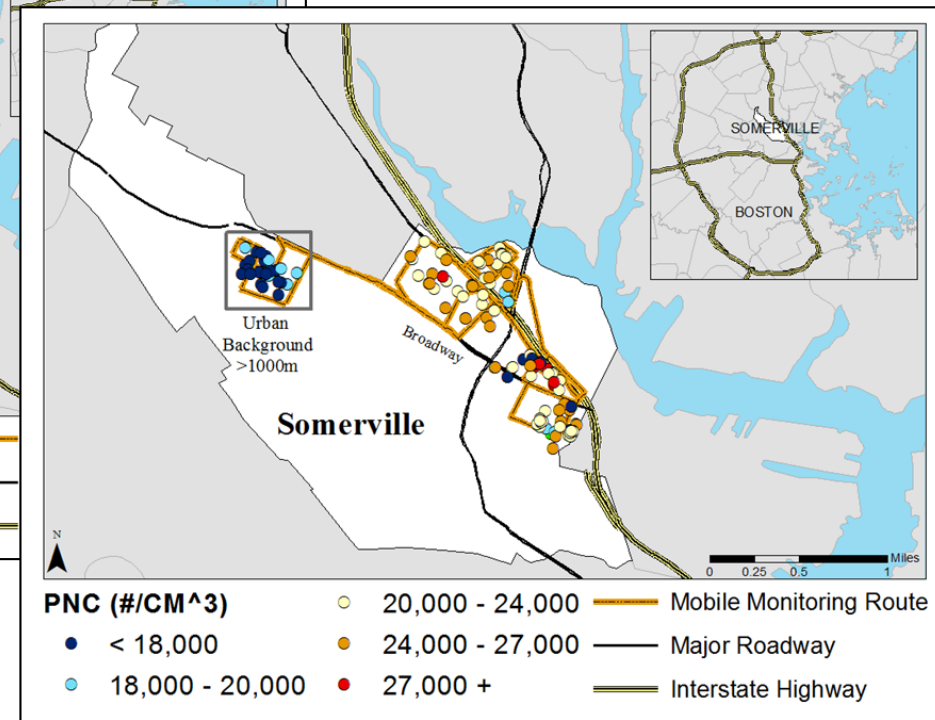 SOMERVILLE
BOSTON
Urban
Background
>1000m
Broadway
Somerville
N
Miles
0 0.25 0.5 1
PNC (#/CM^3)
< 18,000
18,000 - 20,000
20,000 - 24,000
24,000 - 27,000
27,000 +
Mobile Monitoring Route
Major Roadway
Interstate Highway